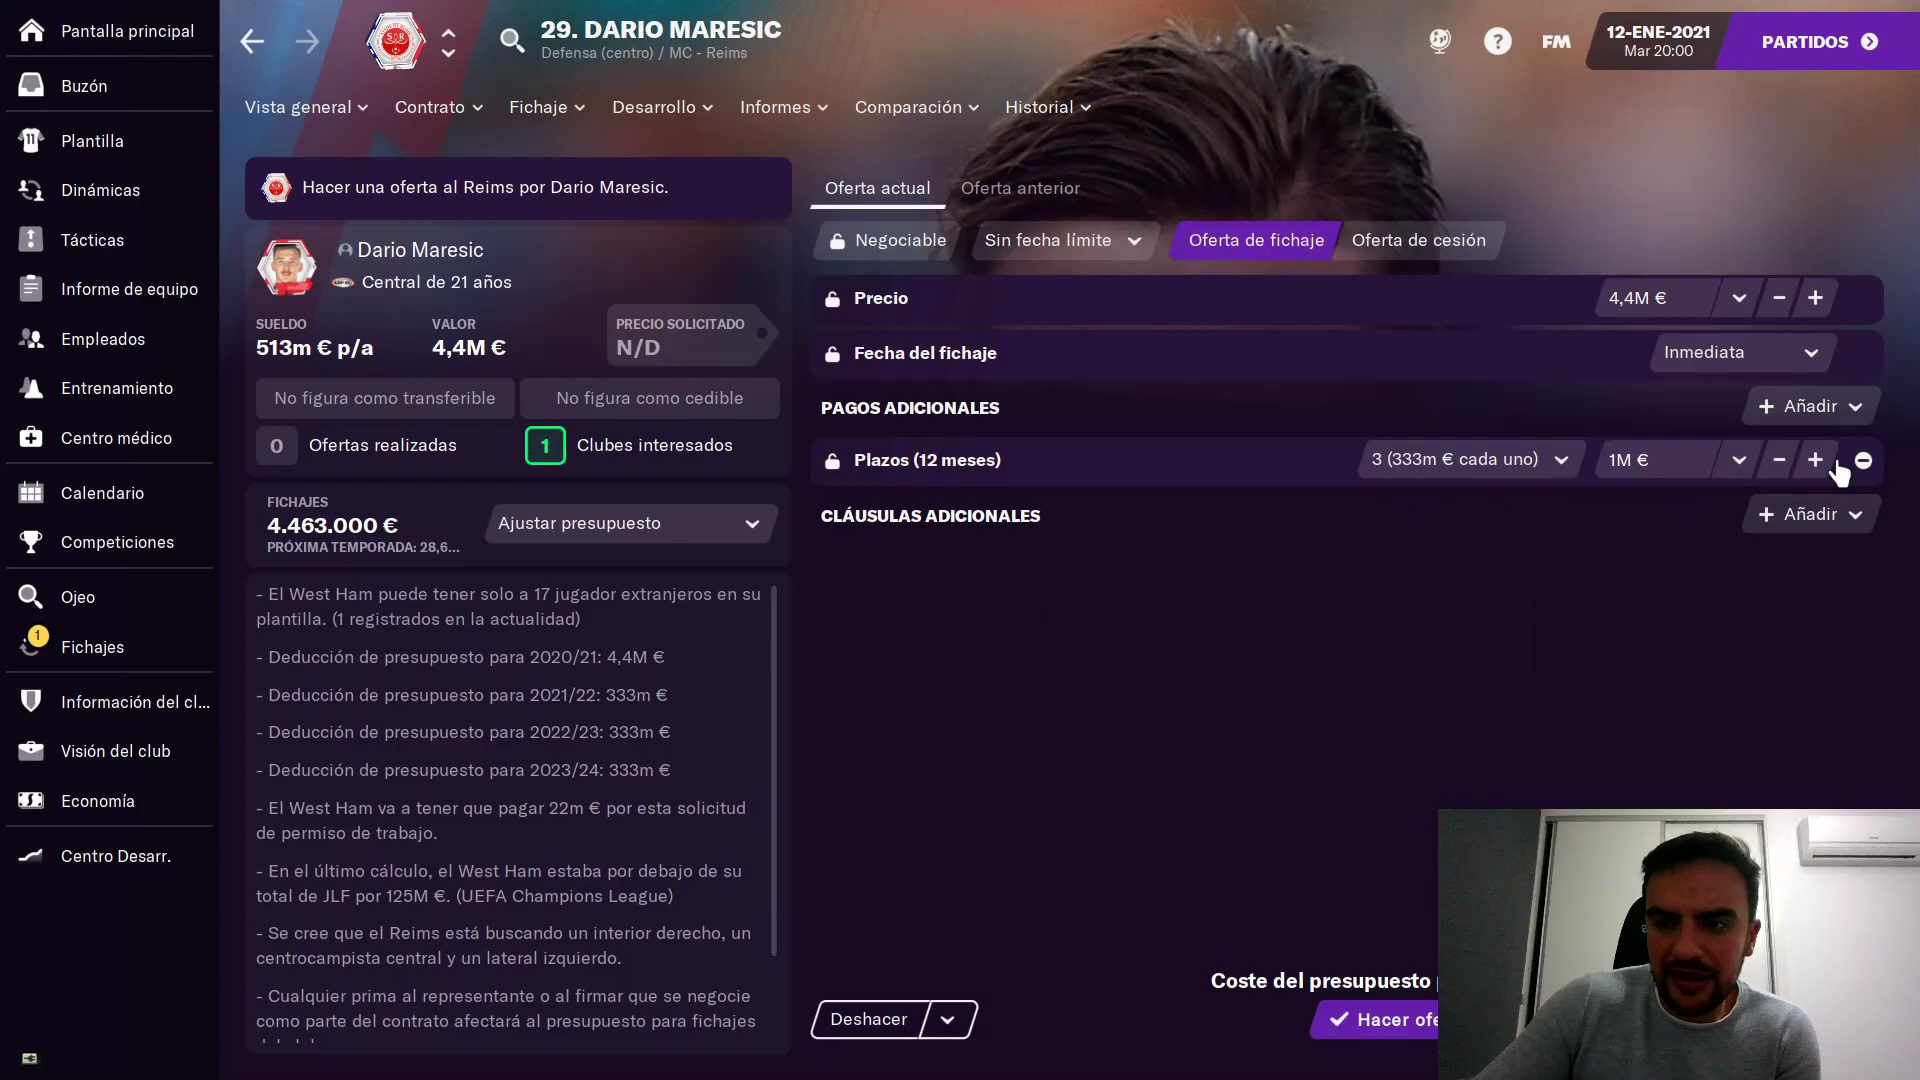 Pantalla principal
Buzón
Plantilla
Dinámicas
Tácticas
Informe de equipo
Empleados
Entrenamiento
Centro médico
Calendario
Competiciones
Ojeo
1
Fichajes
Información del cl...
Visión del club
Economía
Centro Desarr.
29. DARIO MARESIC
Defensa (centro) / MC - Reims
FM
12-ENE-2021
Mar 20:00
PARTIDOS
Vista general
Contrato
Fichaje
Desarrollo
Informes
Comparación
Historial
Hacer una oferta al Reims por Dario Maresic.
Dario Maresic
Central de 21 años
SUELDO
513m € p/a
VALOR
4,4M €
PRECIO SOLICITADO
N/D
No figura como transferible
No figura como cedible
0 Ofertas realizadas
1 Clubes interesados
FICHAJES
4.463.000 €
PRÓXIMA TEMPORADA: 28,6...
Ajustar presupuesto
- El West Ham puede tener solo a 17 jugador extranjeros en su
plantilla. (1 registrados en la actualidad)
- Deducción de presupuesto para 2020/21: 4,4M €
- Deducción de presupuesto para 2021/22: 333m €
- Deducción de presupuesto para 2022/23: 333m €
- Deducción de presupuesto para 2023/24: 333m €
- El West Ham va a tener que pagar 22m € por esta solicitud
de permiso de trabajo.
- En el último cálculo, el West Ham estaba por debajo de su
total de JLF por 125M €. (UEFA Champions League)
- Se cree que el Reims está buscando un interior derecho, un
centrocampista central y un lateral izquierdo.
- Cualquier prima al representante o al firmar que se negocie
como parte del contrato afectará al presupuesto para fichajes
Oferta actual
Oferta anterior
Negociable
Sin fecha límite
Oferta de fichaje
Oferta de cesión
Precio
4,4M €
Fecha del fichaje
Inmediata
PAGOS ADICIONALES
+ Añadir
Plazos (12 meses)
3 (333m € cada uno)
1M €
CLÁUSULAS ADICIONALES
+ Añadir
Coste del presupuesto
Deshacer
Hacer ofe